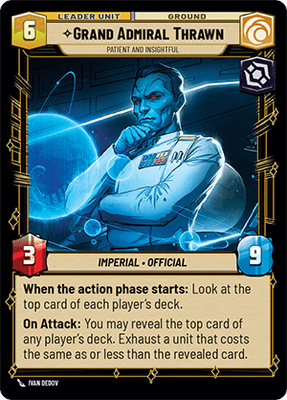 LEADER UNIT
GROUND
6
GRAND ADMIRAL THRAWN
PATIENT AND INSIGHTFUL
3
IMPERIAL • OFFICIAL
9
When the action phase starts: Look at the
top card of each player's deck.
On Attack: You may reveal the top card of
any player's deck. Exhaust a unit that costs
the same as or less than the revealed card.
IVAN DEDOV